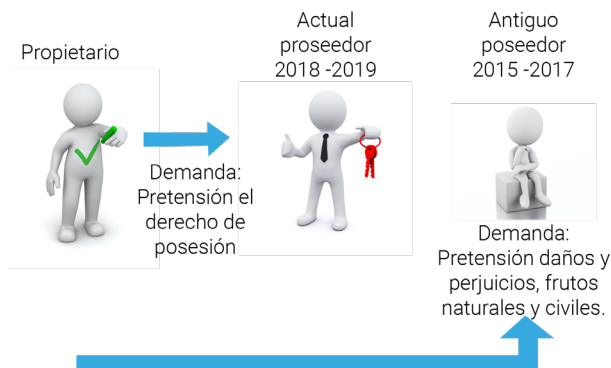 Propietario
Actual
proseedor
2018 -2019
Antiguo
poseedor
2015 -2017
Demanda:
Pretensión el
derecho de
posesión
Demanda:
Pretensión daños y
perjuicios, frutos
naturales y civiles.